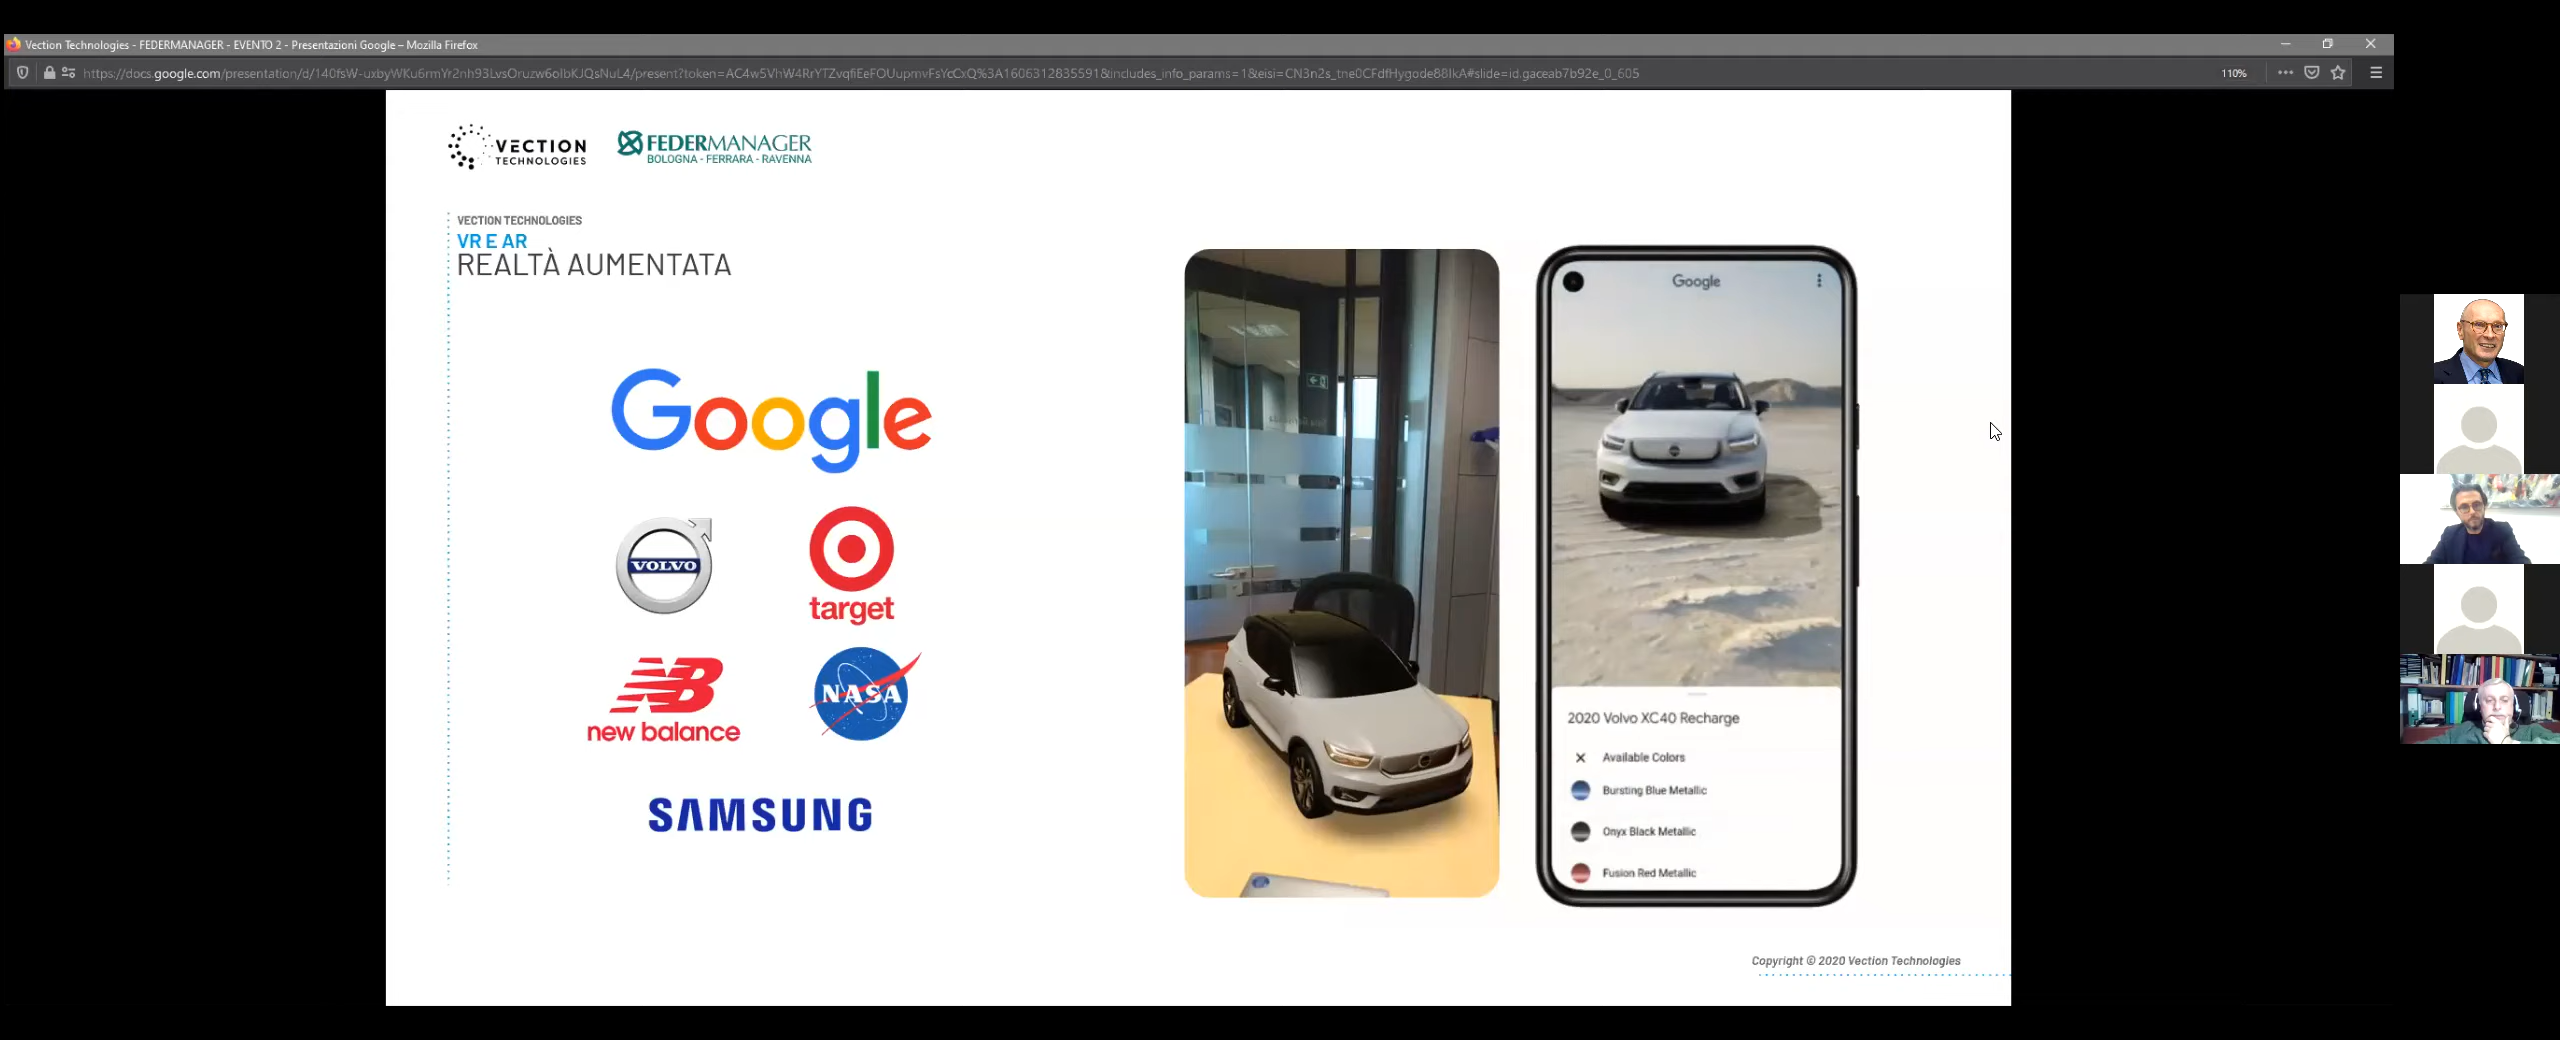 Vection Technologies - FEDERMANAGER - EVENTO 2 - Presentazioni Google – Mozilla Firefox
110%
VECTION
TECHNOLOGIES
FEDERMANAGER
BOLOGNA - FERRARA - RAVENNA
VECTION TECHNOLOGIES
VR E AR
REALTÀ AUMENTATA
Google
VOLVO
target
new balance
NASA
SAMSUNG
Google
2020 Volvo XC40 Recharge
Available Colors
Bursting Blue Metallic
Onyx Black Metallic
Fusion Red Metallic
Copyright © 2020 Vection Technologies